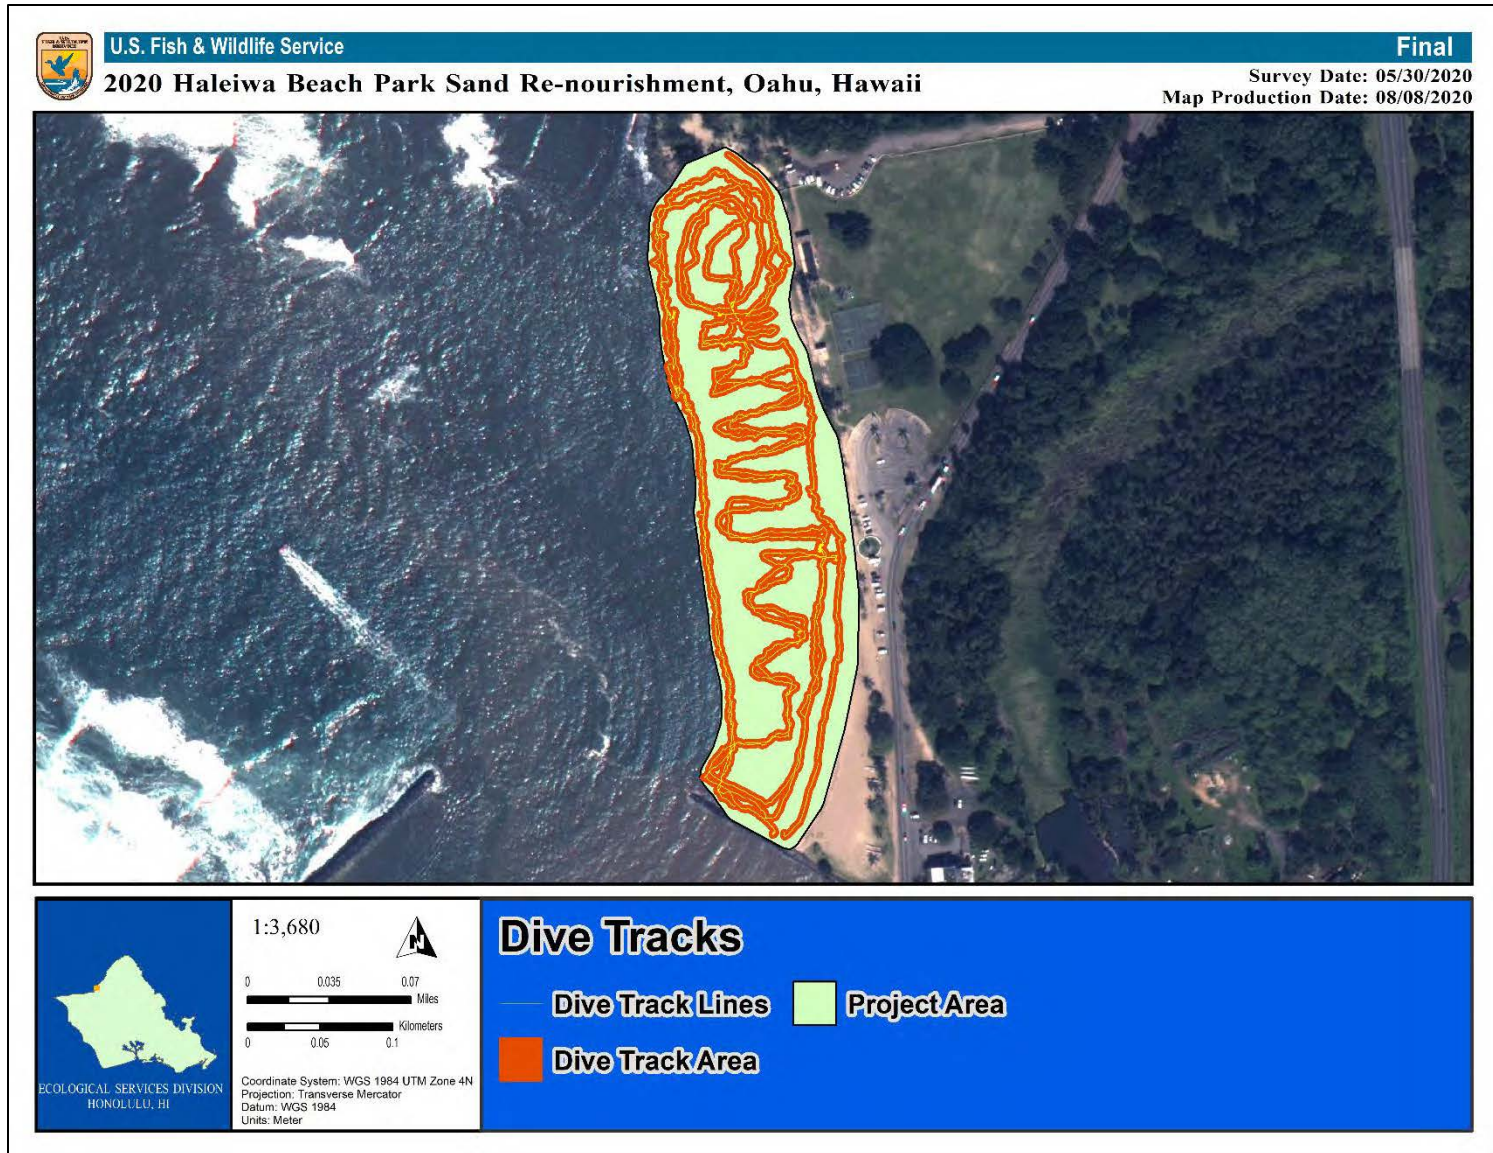 U.S. Fish & Wildlife Service
Final
2020 Haleiwa Beach Park Sand Re-nourishment, Oahu, Hawaii
Survey Date: 05/30/2020
Map Production Date: 08/08/2020
ECOLOGICAL SERVICES DIVISION
HONOLULU, HI
1:3,680
N
0 0.035 0.07
Miles
Kilometers
0 0.05 0.1
Coordinate System: WGS 1984 UTM Zone 4N
Projection: Transverse Mercator
Datum: WGS 1984
Units: Meter
Dive Tracks
Dive Track Lines
Project Area
Dive Track Area